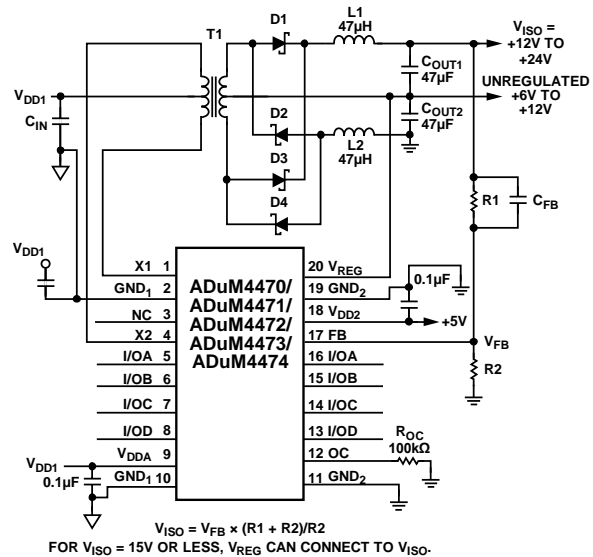 T1
D1
L1
47µH
V_ISO =
+12V TO
+24V
C_OUT1
47µF
UNREGULATED
+6V TO
+12V
V_DD1
C_IN
D2
L2
47µH
C_OUT2
47µF
D3
D4
R1
C_FB
V_DD1
X1 1
GND_1 2
NC 3
X2 4
I/OA 5
I/OB 6
I/OC 7
I/OD 8
V_DDA 9
GND_1 10
ADuM4470/
ADuM4471/
ADuM4472/
ADuM4473/
ADuM4474
20 V_REG
19 GND_2
18 V_DD2
17 FB
16 I/OA
15 I/OB
14 I/OC
13 I/OD
12 OC
11 GND_2
0.1µF
+5V
V_FB
R2
R_OC
100kΩ
V_DD1
0.1µF
V_ISO = V_FB × (R1 + R2)/R2
FOR V_ISO = 15V OR LESS, V_REG CAN CONNECT TO V_ISO.